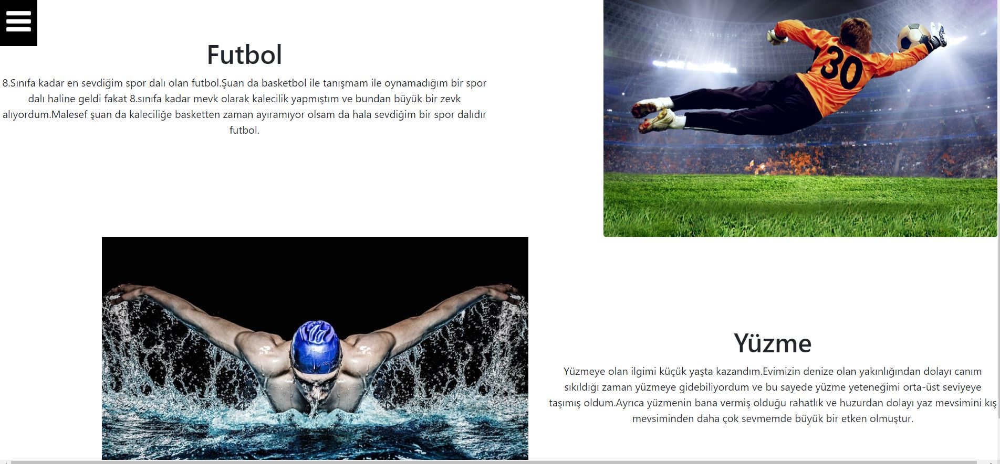 Futbol
8.Sınıfa kadar en sevdiğim spor dalı olan futbol.Şuan da basketbol ile tanışmam ile oynamadığım bir spor
dalı haline geldi fakat 8.sınıfa kadar mevk olarak kalecilik yapmıştım ve bundan büyük bir zevk
alıyordum.Malesef şuan da kaleciliğe basketten zaman ayıramıyor olsam da hala sevdiğim bir spor dalıdır
futbol.
30
Yüzme
Yüzmeye olan ilgimi küçük yaşta kazandım.Evimizin denize olan yakınlığından dolayı canım
sıkıldığı zaman yüzmeye gidebiliyordum ve bu sayede yüzme yeteneğimi orta-üst seviyeye
taşımış oldum.Ayrıca yüzmenin bana vermiş olduğu rahatlık ve huzurdan dolayı yaz mevsimini kış
mevsiminden daha çok sevmemde büyük bir etken olmuştur.